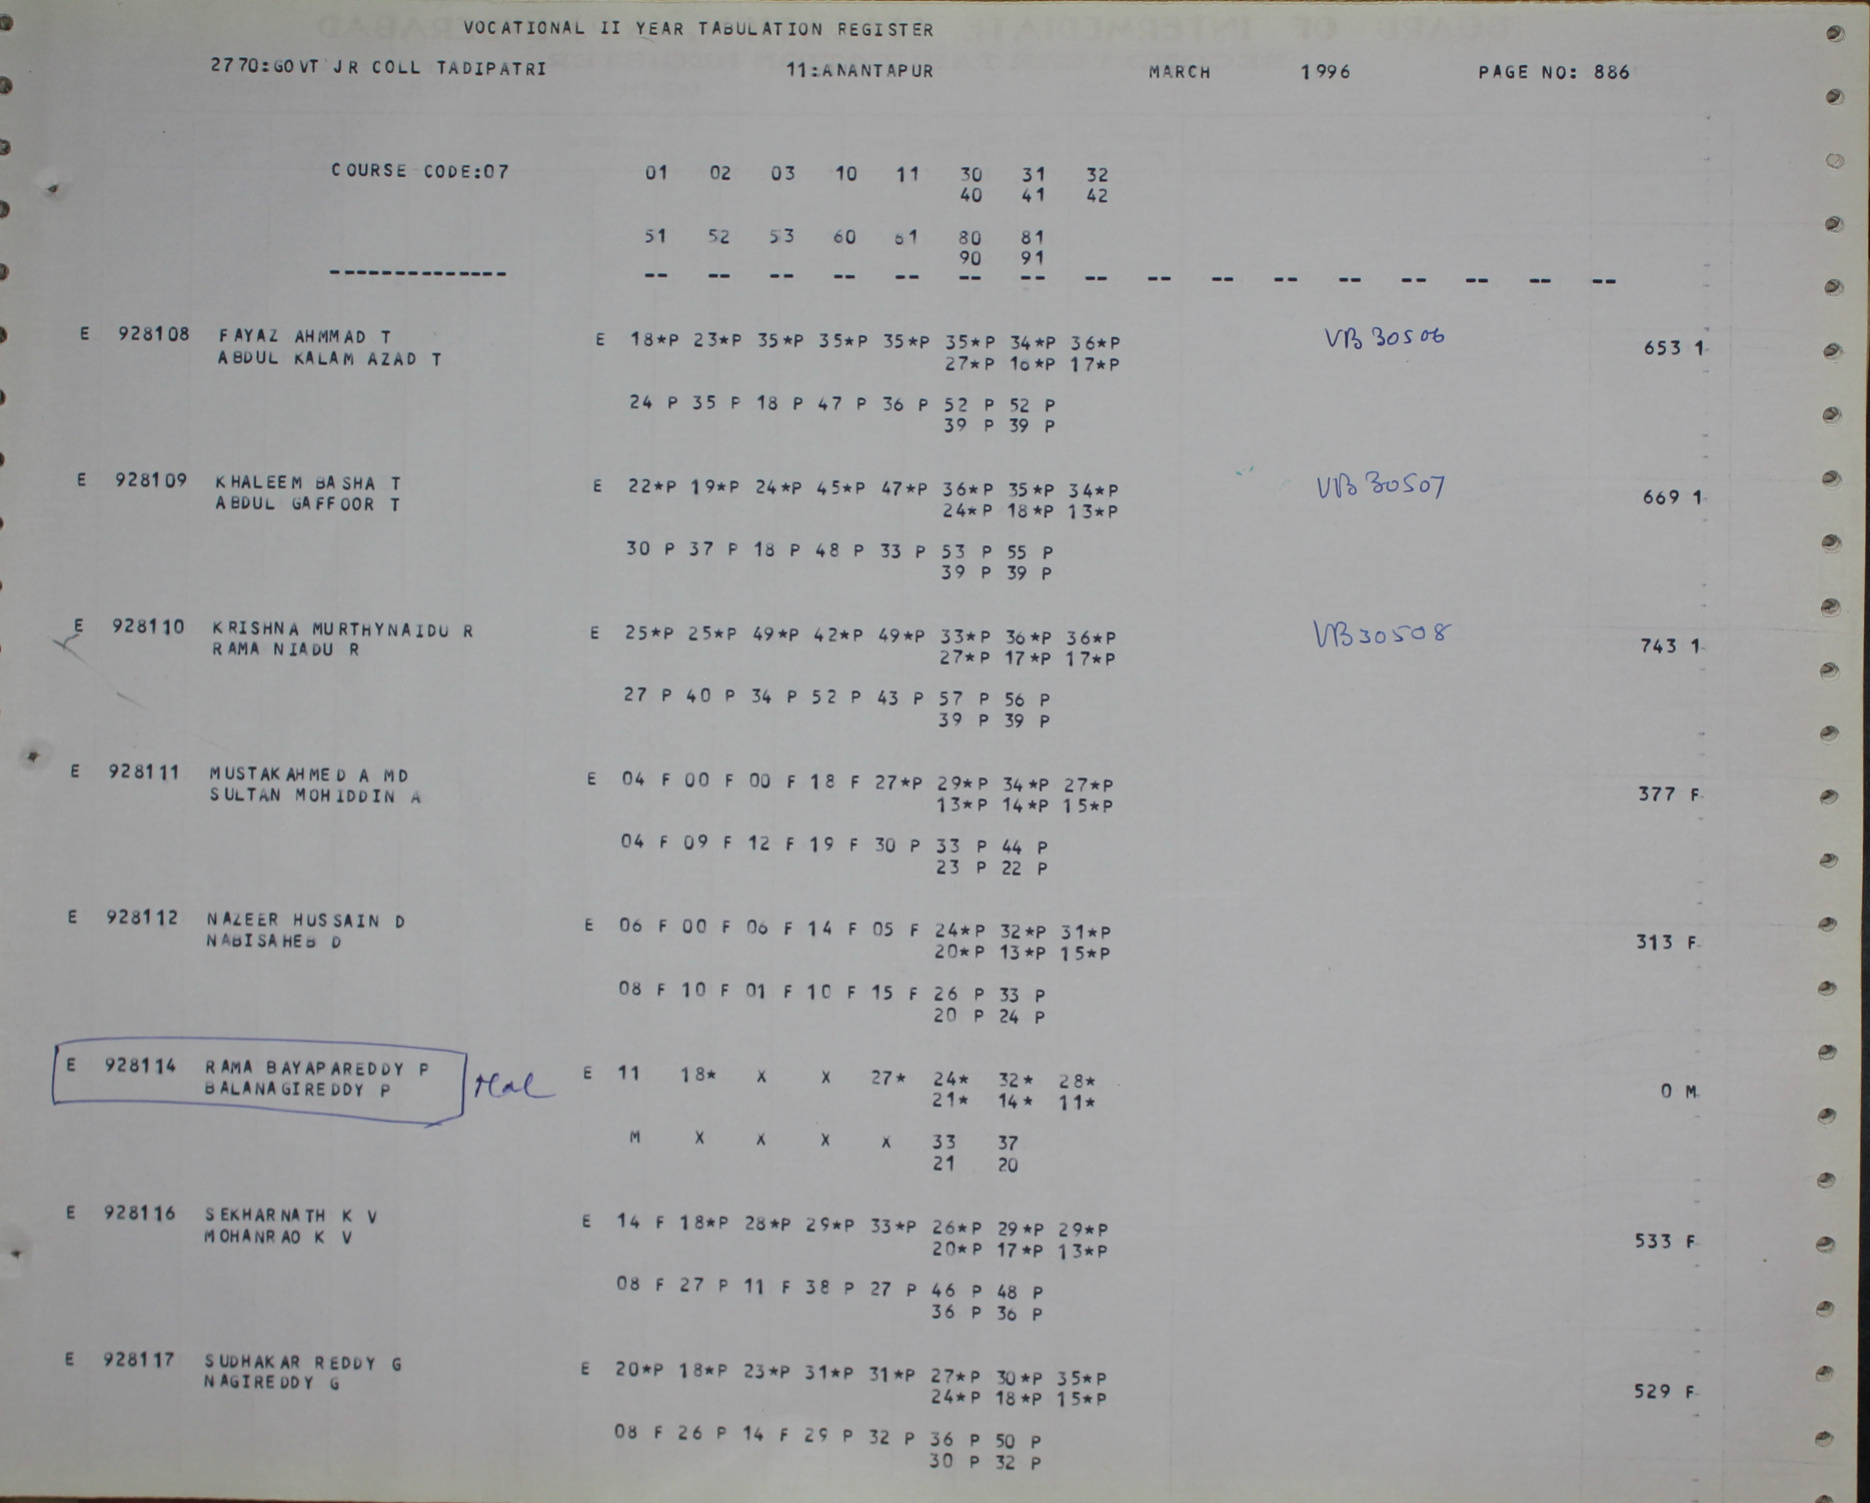 VOCATIONAL II YEAR TABULATION REGISTER
2770:GOVT JR COLL TADIPATRI 11:ANANTAPUR MARCH 1996 PAGE NO: 886
COURSE CODE:07 01 02 03 10 11 30 31 32
40 41 42
51 52 53 60 61 80 81
90 91
-------------- -- -- -- -- -- -- -- -- -- -- -- -- -- -- -- --
E 928108 FAYAZ AHMMAD T E 18*P 23*P 35*P 35*P 35*P 35*P 34*P 36*P VB 30506 653 1
ABDUL KALAM AZAD T 27*P 16*P 17*P
24 P 35 P 18 P 47 P 36 P 52 P 52 P
39 P 39 P
E 928109 KHALEEM BASHA T E 22*P 19*P 24*P 45*P 47*P 36*P 35*P 34*P VB 30507 669 1
ABDUL GAFFOOR T 24*P 18*P 13*P
30 P 37 P 18 P 48 P 33 P 53 P 55 P
39 P 39 P
E 928110 KRISHNA MURTHYNAIDU R E 25*P 25*P 49*P 42*P 49*P 33*P 36*P 36*P VB30508 743 1
RAMA NIADU R 27*P 17*P 17*P
27 P 40 P 34 P 52 P 43 P 57 P 56 P
39 P 39 P
E 928111 MUSTAKAHMED A MD E 04 F 00 F 00 F 18 F 27*P 29*P 34*P 27*P 377 F
SULTAN MOHIDDIN A 13*P 14*P 15*P
04 F 09 F 12 F 19 F 30 P 33 P 44 P
23 P 22 P
E 928112 NAZEER HUSSAIN D E 06 F 00 F 06 F 14 F 05 F 24*P 32*P 31*P 313 F
NABISAHEB D 20*P 13*P 15*P
08 F 10 F 01 F 10 F 15 F 26 P 33 P
20 P 24 P
E 928114 RAMA BAYAPAREDDY P E 11 18* X X 27* 24* 32* 28* 0 M
BALANAGIREDDY P 21* 14* 11*
M X X X X 33 37
21 20
E 928116 SEKHARNATH K V E 14 F 18*P 28*P 29*P 33*P 26*P 29*P 29*P 533 F
MOHANRAO K V 20*P 17*P 13*P
08 F 27 P 11 F 38 P 27 P 46 P 48 P
36 P 36 P
E 928117 SUDHAKAR REDDY G E 20*P 18*P 23*P 31*P 31*P 27*P 30*P 35*P 529 F
NAGIREDDY G 24*P 18*P 15*P
08 F 26 P 14 F 29 P 32 P 36 P 50 P
30 P 32 P